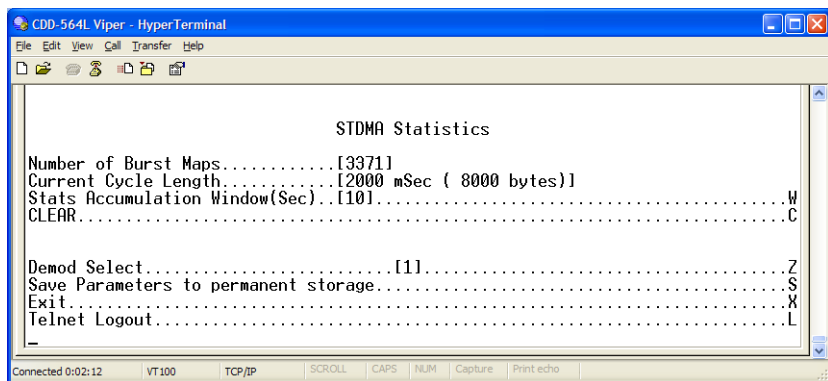 CDD-564L Viper - HyperTerminal
File Edit View Call Transfer Help
STDMA Statistics
Number of Burst Maps............[3371]
Current Cycle Length............[2000 mSec ( 8000 bytes)]
Stats Accumulation Window(Sec)..[10].............................................W
CLEAR.............................................................................C
Demod Select...........................[1].......................................Z
Save Parameters to permanent storage.............................................S
Exit..............................................................................X
Telnet Logout.....................................................................L
Connected 0:02:12 VT100 TCP/IP SCROLL CAPS NUM Capture Print echo